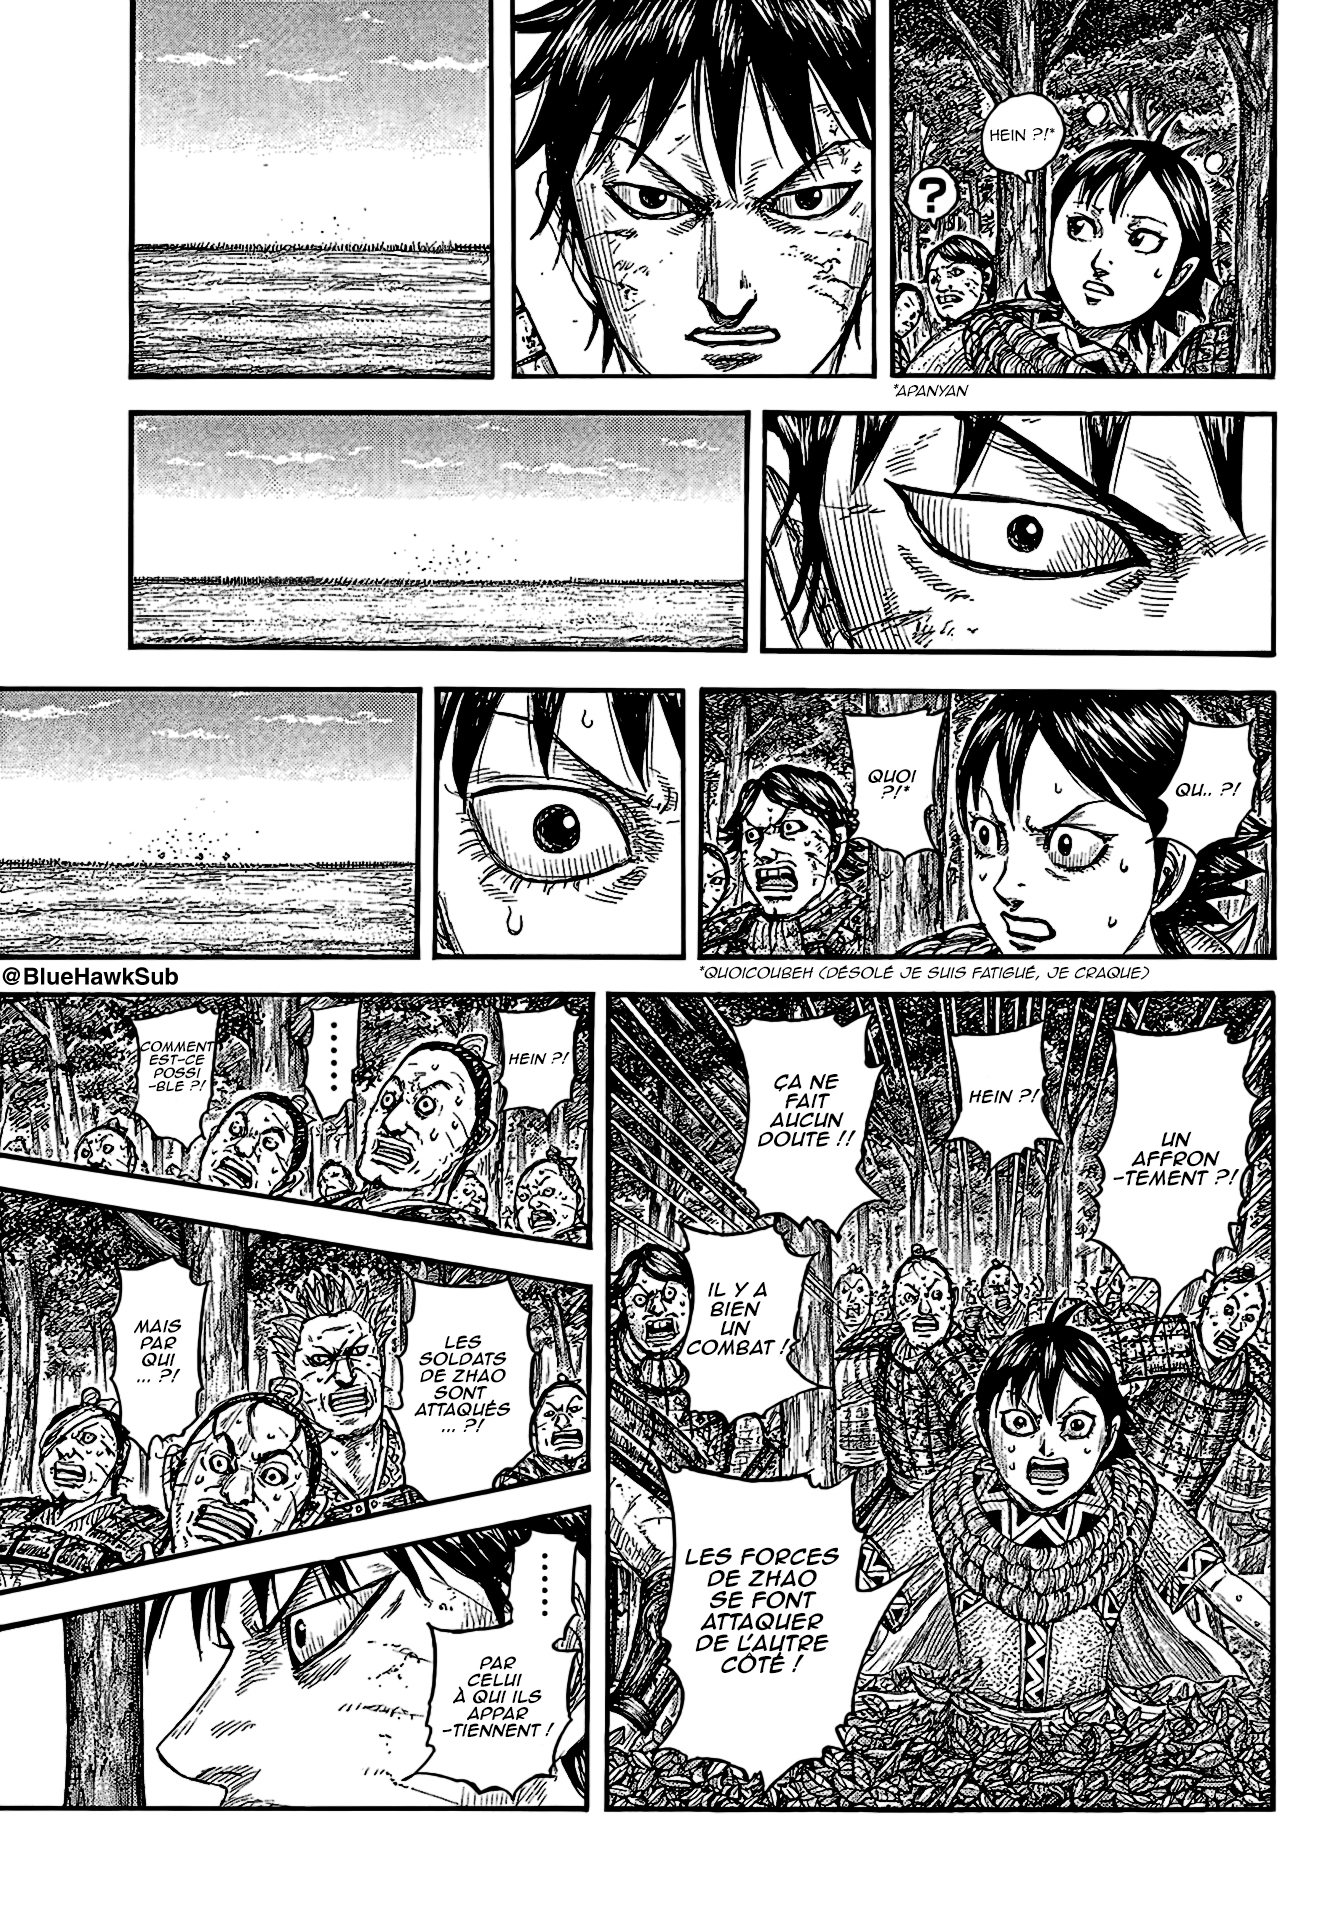 HEIN ?!*
?
*APANYAN
QU.. ?!
QUOI
?!*
*QUOICOUBEH (DÉSOLÉ JE SUIS FATIGUÉ, JE CRAQUE)
@BlueHawkSub
UN
AFFRON
-TEMENT ?!
HEIN ?!
ÇA NE
FAIT
AUCUN
DOUTE !!
IL Y A
BIEN
UN
COMBAT !
LES FORCES
DE ZHAO
SE FONT
ATTAQUER
DE L'AUTRE
CÔTÉ !
HEIN ?!
......
COMMENT
EST-CE
POSSI
-BLE ?!
LES
SOLDATS
DE ZHAO
SONT
ATTAQUÉS
... ?!
MAIS
PAR
QUI
... ?!
......
PAR
CELUI
À QUI ILS
APPAR
-TIENNENT !